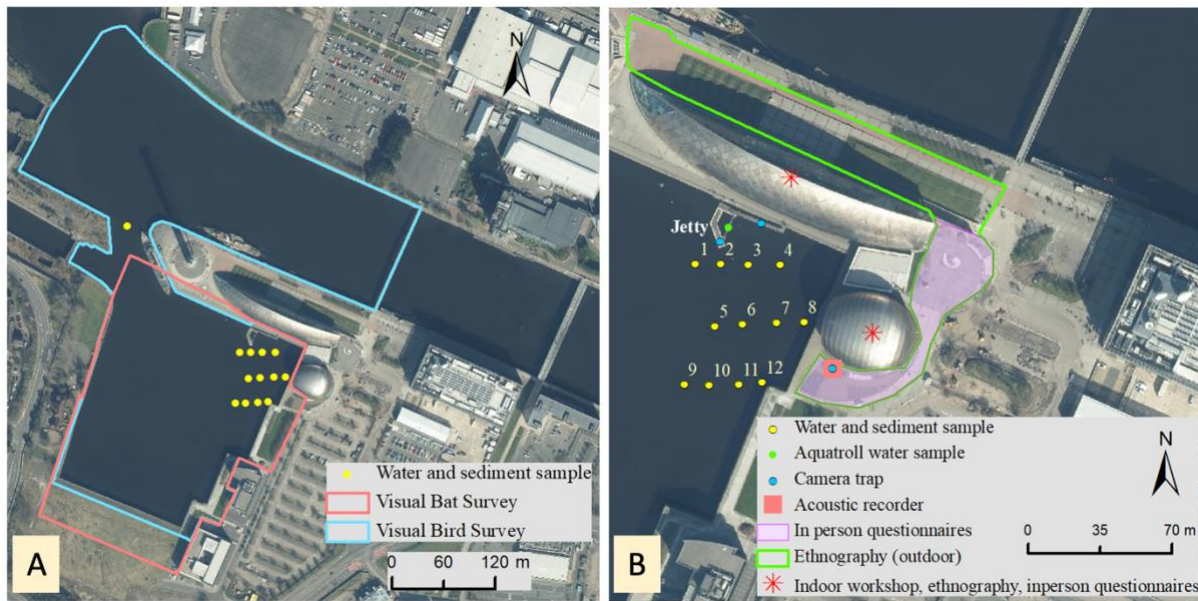 N
Water and sediment sample
Visual Bat Survey
Visual Bird Survey
0 60 120 m
A
Jetty
1 2 3 4
5 6 7 8
9 10 11 12
Water and sediment sample
Aquatroll water sample
Camera trap
Acoustic recorder
In person questionnaires
Ethnography (outdoor)
Indoor workshop, ethnography, inperson questionnaires
N
0 35 70 m
B